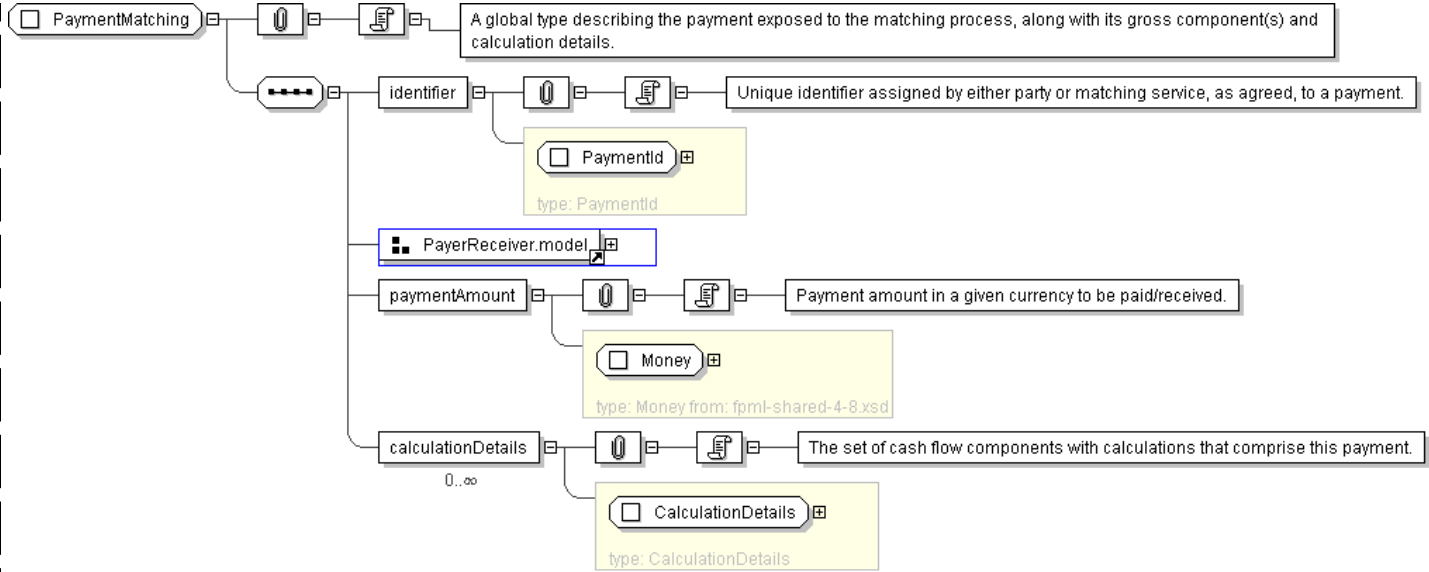 PaymentMatching
A global type describing the payment exposed to the matching process, along with its gross component(s) and
calculation details.
identifier
Unique identifier assigned by either party or matching service, as agreed, to a payment.
PaymentId
type: PaymentId
PayerReceiver.model
paymentAmount
Payment amount in a given currency to be paid/received.
Money
type: Money from: fpml-shared-4-8.xsd
calculationDetails
The set of cash flow components with calculations that comprise this payment.
0..∞
CalculationDetails
type: CalculationDetails